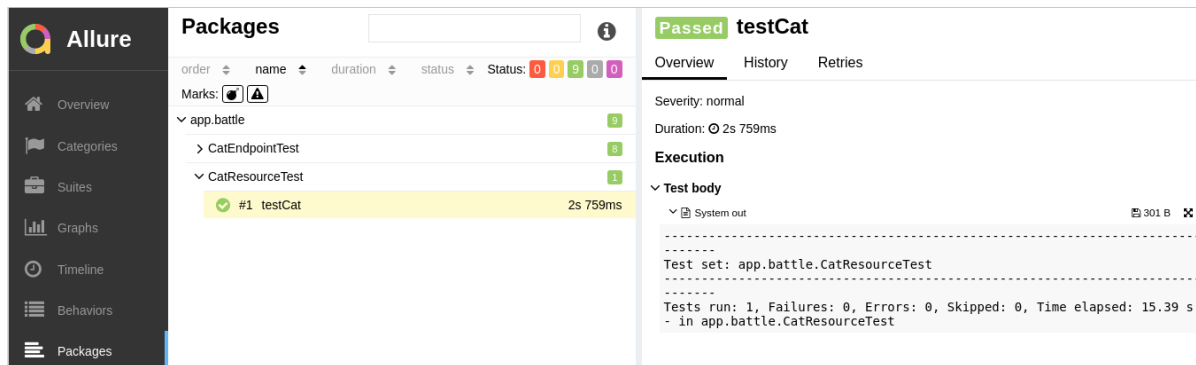 Allure
Overview
Categories
Suites
Graphs
Timeline
Behaviors
Packages
Packages
order name duration status Status: 0 0 9 0 0
Marks:
app.battle 9
CatEndpointTest 8
CatResourceTest 1
#1 testCat 2s 759ms
Passed testCat
Overview History Retries
Severity: normal
Duration: 2s 759ms
Execution
Test body
System out 301 B
-------------------------------------------------------------------------
-------
Test set: app.battle.CatResourceTest
-------------------------------------------------------------------------
-------
Tests run: 1, Failures: 0, Errors: 0, Skipped: 0, Time elapsed: 15.39 s
- in app.battle.CatResourceTest